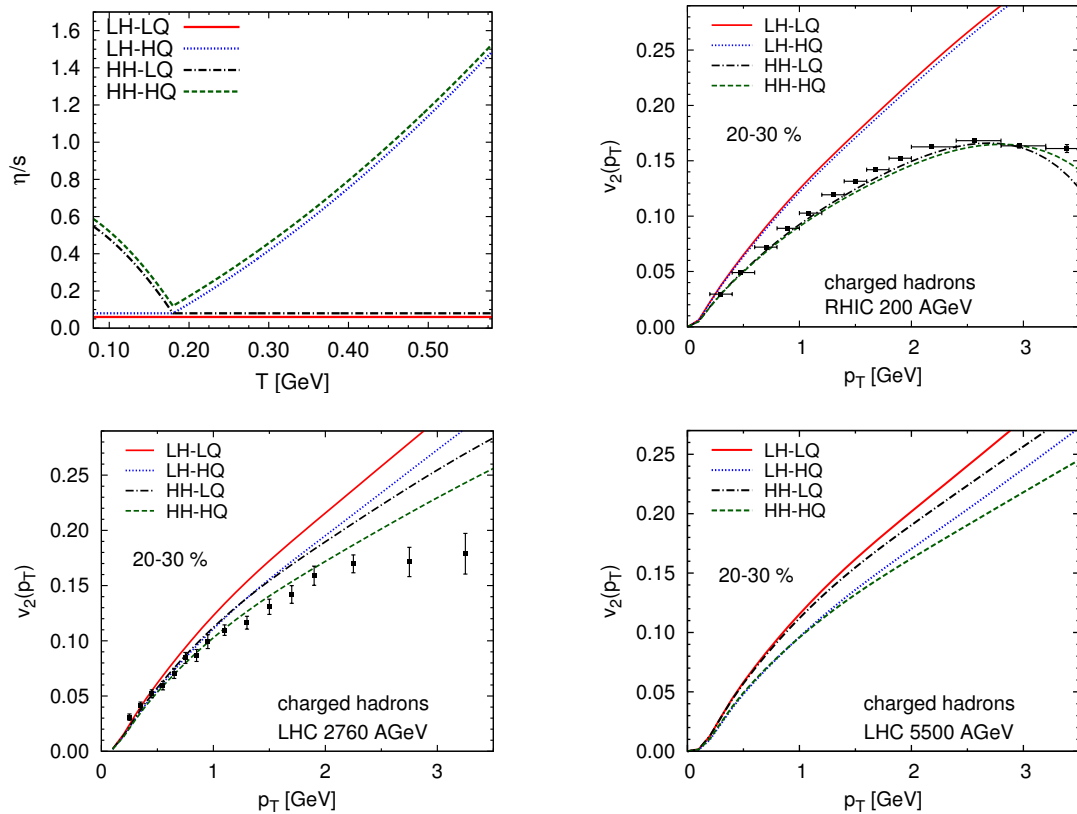 LH-LQ
LH-HQ
HH-LQ
HH-HQ
η/s
1.6
1.4
1.2
1.0
0.8
0.6
0.4
0.2
0.0
0.10 0.20 0.30 0.40 0.50
T [GeV]
LH-LQ
LH-HQ
HH-LQ
HH-HQ
20-30 %
v2(pT)
0.25
0.20
0.15
0.10
0.05
0.00
charged hadrons
RHIC 200 AGeV
0 1 2 3
pT [GeV]
LH-LQ
LH-HQ
HH-LQ
HH-HQ
20-30 %
v2(pT)
0.25
0.20
0.15
0.10
0.05
0.00
charged hadrons
LHC 2760 AGeV
0 1 2 3
pT [GeV]
LH-LQ
LH-HQ
HH-LQ
HH-HQ
20-30 %
v2(pT)
0.25
0.20
0.15
0.10
0.05
0.00
charged hadrons
LHC 5500 AGeV
0 1 2 3
pT [GeV]